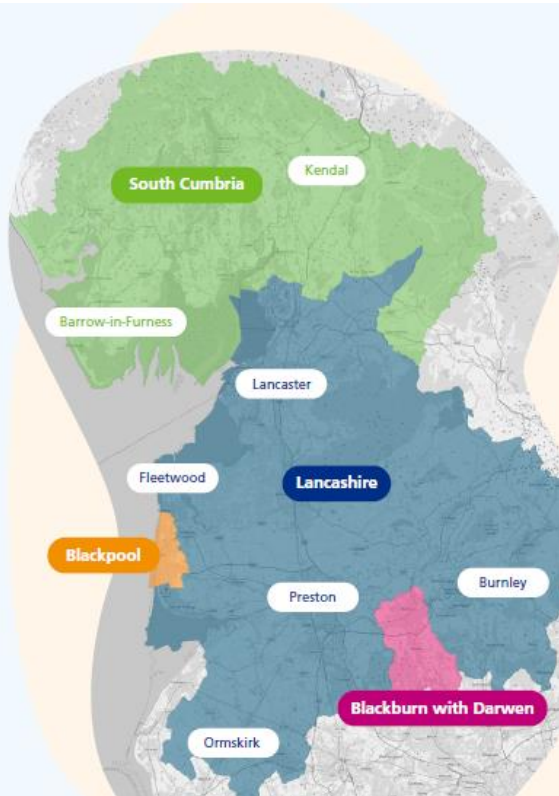 Kendal
South Cumbria
Barrow-in-Furness
Lancaster
Fleetwood
Lancashire
Blackpool
Burnley
Preston
Blackburn with Darwen
Ormskirk